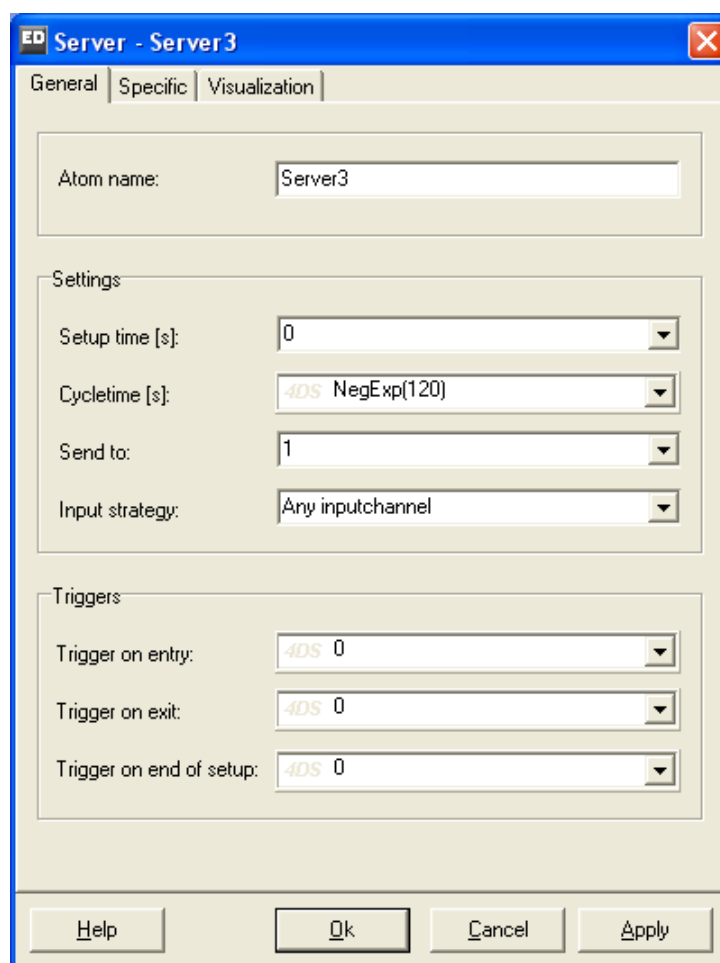 ED Server - Server3
General Specific Visualization
Atom name: Server3
Settings
Setup time [s]: 0
Cycletime [s]: 4DS NegExp(120)
Send to: 1
Input strategy: Any inputchannel
Triggers
Trigger on entry: 4DS 0
Trigger on exit: 4DS 0
Trigger on end of setup: 4DS 0
Help Ok Cancel Apply